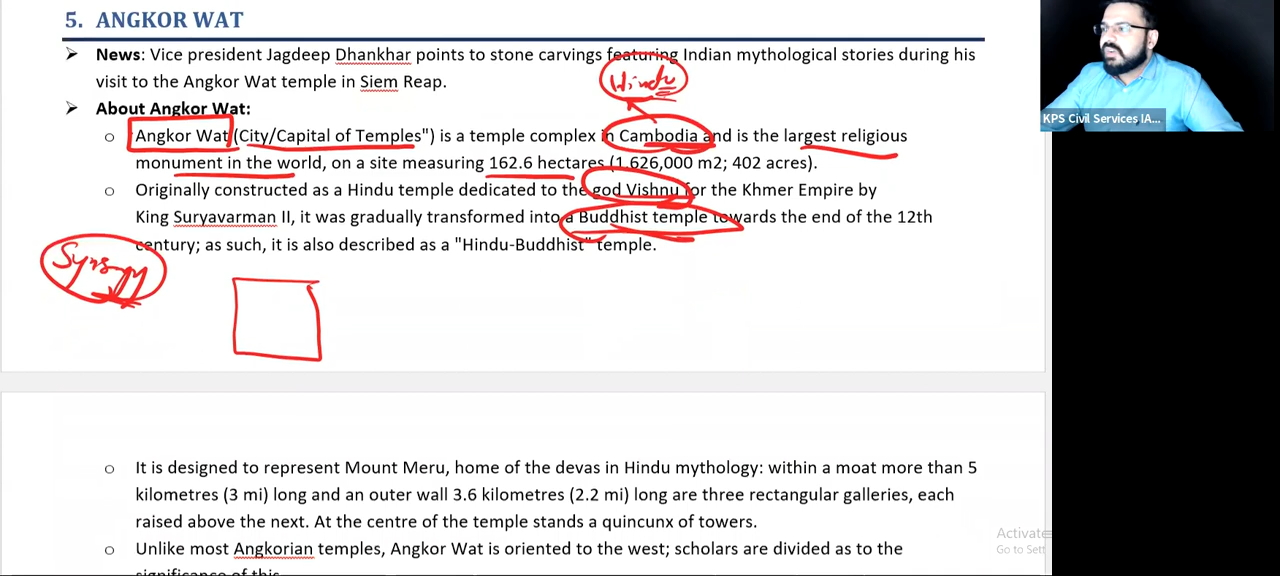 5. ANGKOR WAT
➤ News: Vice president Jagdeep Dhankhar points to stone carvings featuring Indian mythological stories during his
visit to the Angkor Wat temple in Siem Reap.
Hindu
➤ About Angkor Wat:
o Angkor Wat (City/Capital of Temples") is a temple complex in Cambodia and is the largest religious
monument in the world, on a site measuring 162.6 hectares (1,626,000 m2; 402 acres).
o Originally constructed as a Hindu temple dedicated to the god Vishnu for the Khmer Empire by
King Suryavarman II, it was gradually transformed into a Buddhist temple towards the end of the 12th
century; as such, it is also described as a "Hindu-Buddhist" temple.
o It is designed to represent Mount Meru, home of the devas in Hindu mythology: within a moat more than 5
kilometres (3 mi) long and an outer wall 3.6 kilometres (2.2 mi) long are three rectangular galleries, each
raised above the next. At the centre of the temple stands a quincunx of towers.
o Unlike most Angkorian temples, Angkor Wat is oriented to the west; scholars are divided as to the
significance of this.
KPS Civil Services IA...
Activate
Go to Sett